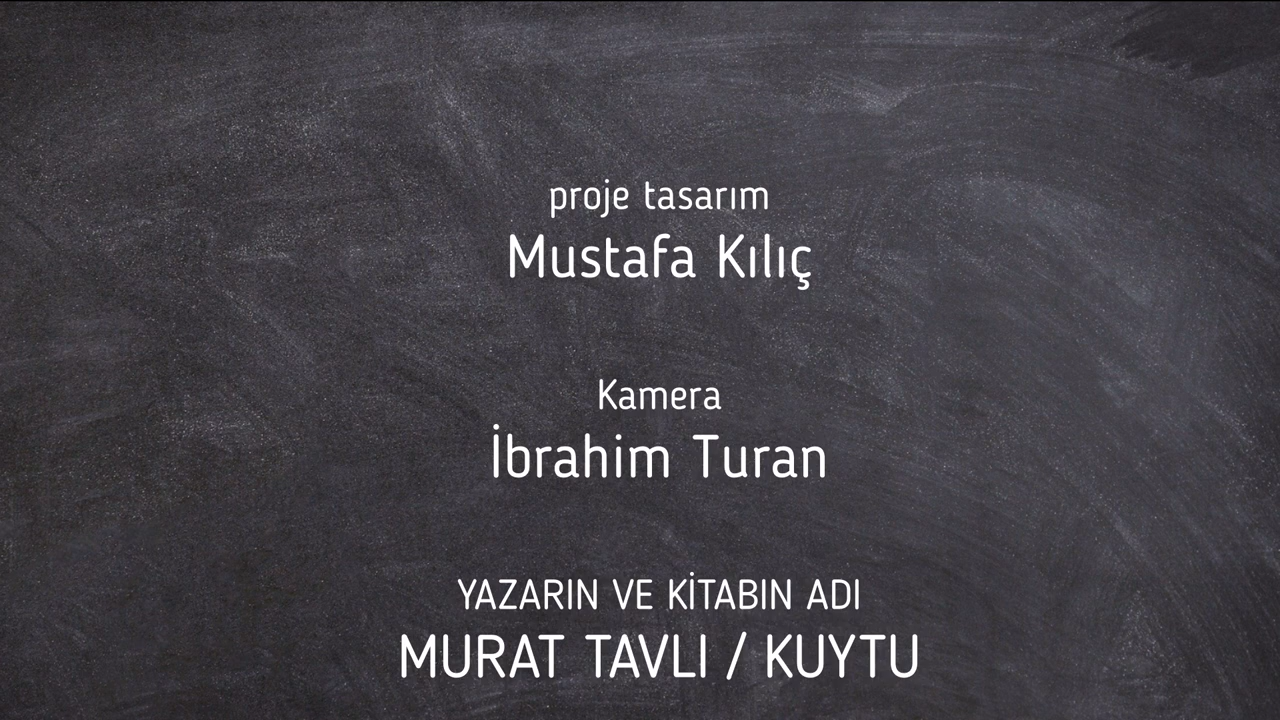 proje tasarım
Mustafa Kılıç
Kamera
İbrahim Turan
YAZARIN VE KİTABIN ADI
MURAT TAVLI / KUYTU